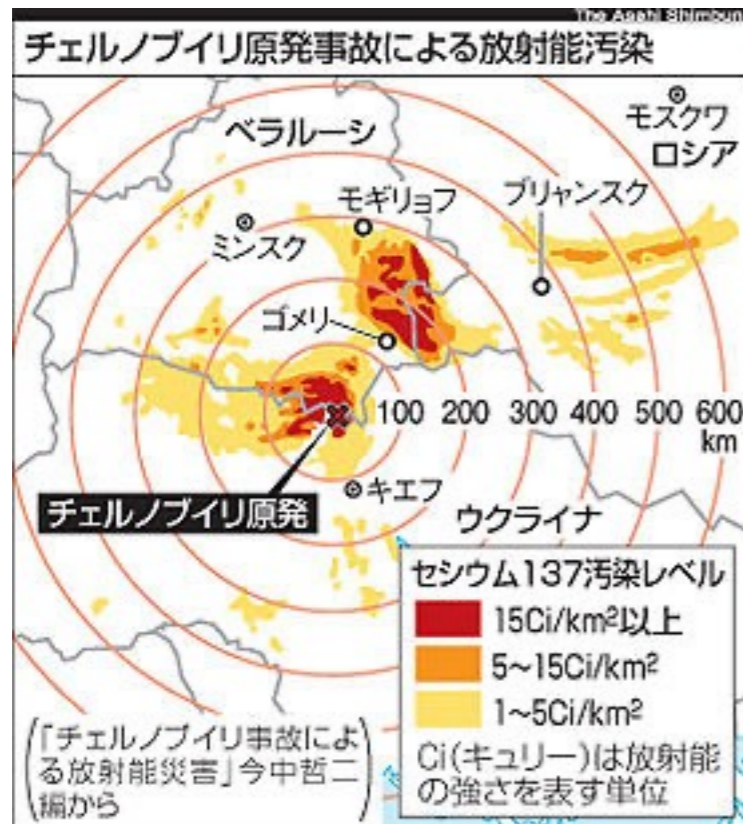 The Asahi Shimbun
チェルノブイリ原発事故による放射能汚染
モスクワ
ロシア
ベラルーシ
モギリョフ
ブリャンスク
ミンスク
ゴメリ
100 200 300 400 500 600
km
キエフ
チェルノブイリ原発
ウクライナ
セシウム137汚染レベル
15Ci/km²以上
5~15Ci/km²
1~5Ci/km²
Ci(キュリー)は放射能
の強さを表す単位
(「チェルノブイリ事故によ
る放射能災害」今中哲二
編から)